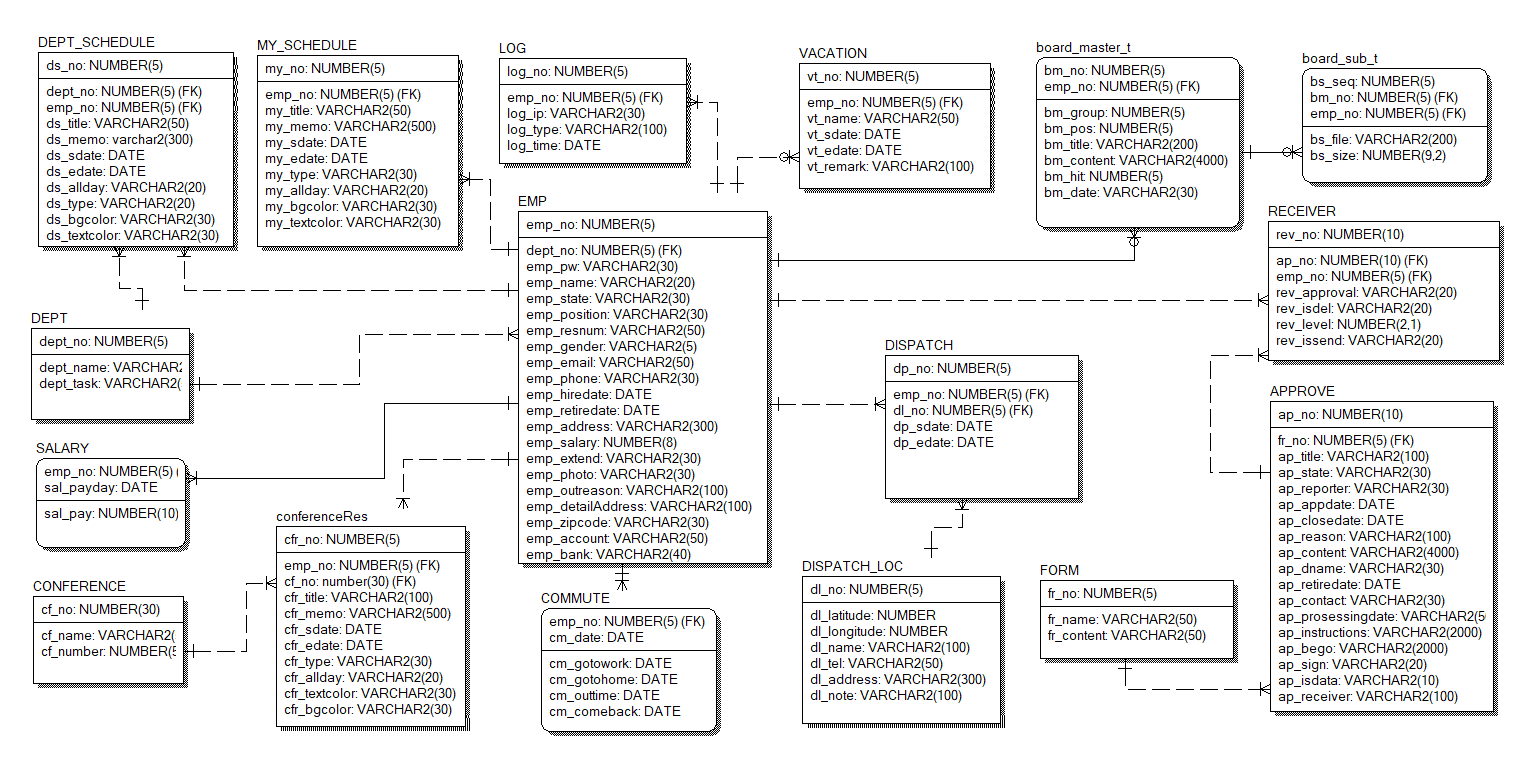 DEPT_SCHEDULE
ds_no: NUMBER(5)
dept_no: NUMBER(5) (FK)
emp_no: NUMBER(5) (FK)
ds_title: VARCHAR2(50)
ds_memo: varchar2(300)
ds_sdate: DATE
ds_edate: DATE
ds_allday: VARCHAR2(20)
ds_type: VARCHAR2(20)
ds_bgcolor: VARCHAR2(30)
ds_textcolor: VARCHAR2(30)
MY_SCHEDULE
my_no: NUMBER(5)
emp_no: NUMBER(5) (FK)
my_title: VARCHAR2(50)
my_memo: VARCHAR2(500)
my_sdate: DATE
my_edate: DATE
my_type: VARCHAR2(30)
my_allday: VARCHAR2(20)
my_bgcolor: VARCHAR2(30)
my_textcolor: VARCHAR2(30)
LOG
log_no: NUMBER(5)
emp_no: NUMBER(5) (FK)
log_ip: VARCHAR2(30)
log_type: VARCHAR2(100)
log_time: DATE
VACATION
vt_no: NUMBER(5)
emp_no: NUMBER(5) (FK)
vt_name: VARCHAR2(50)
vt_sdate: DATE
vt_edate: DATE
vt_remark: VARCHAR2(100)
board_master_t
bm_no: NUMBER(5)
emp_no: NUMBER(5) (FK)
bm_group: NUMBER(5)
bm_pos: NUMBER(5)
bm_title: VARCHAR2(200)
bm_content: VARCHAR2(4000)
bm_hit: NUMBER(5)
bm_date: VARCHAR2(30)
board_sub_t
bs_seq: NUMBER(5)
bm_no: NUMBER(5) (FK)
emp_no: NUMBER(5) (FK)
bs_file: VARCHAR2(200)
bs_size: NUMBER(9,2)
EMP
emp_no: NUMBER(5)
dept_no: NUMBER(5) (FK)
emp_pw: VARCHAR2(30)
emp_name: VARCHAR2(20)
emp_state: VARCHAR2(30)
emp_position: VARCHAR2(30)
emp_resnum: VARCHAR2(50)
emp_gender: VARCHAR2(5)
emp_email: VARCHAR2(50)
emp_phone: VARCHAR2(30)
emp_hiredate: DATE
emp_retiredate: DATE
emp_address: VARCHAR2(300)
emp_salary: NUMBER(8)
emp_extend: VARCHAR2(30)
emp_photo: VARCHAR2(30)
emp_outreason: VARCHAR2(100)
emp_detailAddress: VARCHAR2(100)
emp_zipcode: VARCHAR2(30)
emp_account: VARCHAR2(50)
emp_bank: VARCHAR2(40)
RECEIVER
rev_no: NUMBER(10)
ap_no: NUMBER(10) (FK)
emp_no: NUMBER(5) (FK)
rev_approval: VARCHAR2(20)
rev_isdel: VARCHAR2(20)
rev_level: NUMBER(2,1)
rev_issend: VARCHAR2(20)
DEPT
dept_no: NUMBER(5)
dept_name: VARCHAR2
dept_task: VARCHAR2(
DISPATCH
dp_no: NUMBER(5)
emp_no: NUMBER(5) (FK)
dl_no: NUMBER(5) (FK)
dp_sdate: DATE
dp_edate: DATE
APPROVE
ap_no: NUMBER(10)
fr_no: NUMBER(5) (FK)
ap_title: VARCHAR2(100)
ap_state: VARCHAR2(30)
ap_reporter: VARCHAR2(30)
ap_appdate: DATE
ap_closedate: DATE
ap_reason: VARCHAR2(100)
ap_content: VARCHAR2(4000)
ap_dname: VARCHAR2(30)
ap_retiredate: DATE
ap_contact: VARCHAR2(30)
ap_prosessingdate: VARCHAR2(5
ap_instructions: VARCHAR2(2000)
ap_bego: VARCHAR2(2000)
ap_sign: VARCHAR2(20)
ap_isdata: VARCHAR2(10)
ap_receiver: VARCHAR2(100)
SALARY
emp_no: NUMBER(5) (
sal_payday: DATE
sal_pay: NUMBER(10)
conferenceRes
cfr_no: NUMBER(5)
emp_no: NUMBER(5) (FK)
cf_no: number(30) (FK)
cfr_title: VARCHAR2(100)
cfr_memo: VARCHAR2(500)
cfr_sdate: DATE
cfr_edate: DATE
cfr_type: VARCHAR2(30)
cfr_allday: VARCHAR2(20)
cfr_textcolor: VARCHAR2(30)
cfr_bgcolor: VARCHAR2(30)
CONFERENCE
cf_no: NUMBER(30)
cf_name: VARCHAR2(
cf_number: NUMBER(5
COMMUTE
emp_no: NUMBER(5) (FK)
cm_date: DATE
cm_gotowork: DATE
cm_gotohome: DATE
cm_outtime: DATE
cm_comeback: DATE
DISPATCH_LOC
dl_no: NUMBER(5)
dl_latitude: NUMBER
dl_longitude: NUMBER
dl_name: VARCHAR2(100)
dl_tel: VARCHAR2(50)
dl_address: VARCHAR2(300)
dl_note: VARCHAR2(100)
FORM
fr_no: NUMBER(5)
fr_name: VARCHAR2(50)
fr_content: VARCHAR2(50)